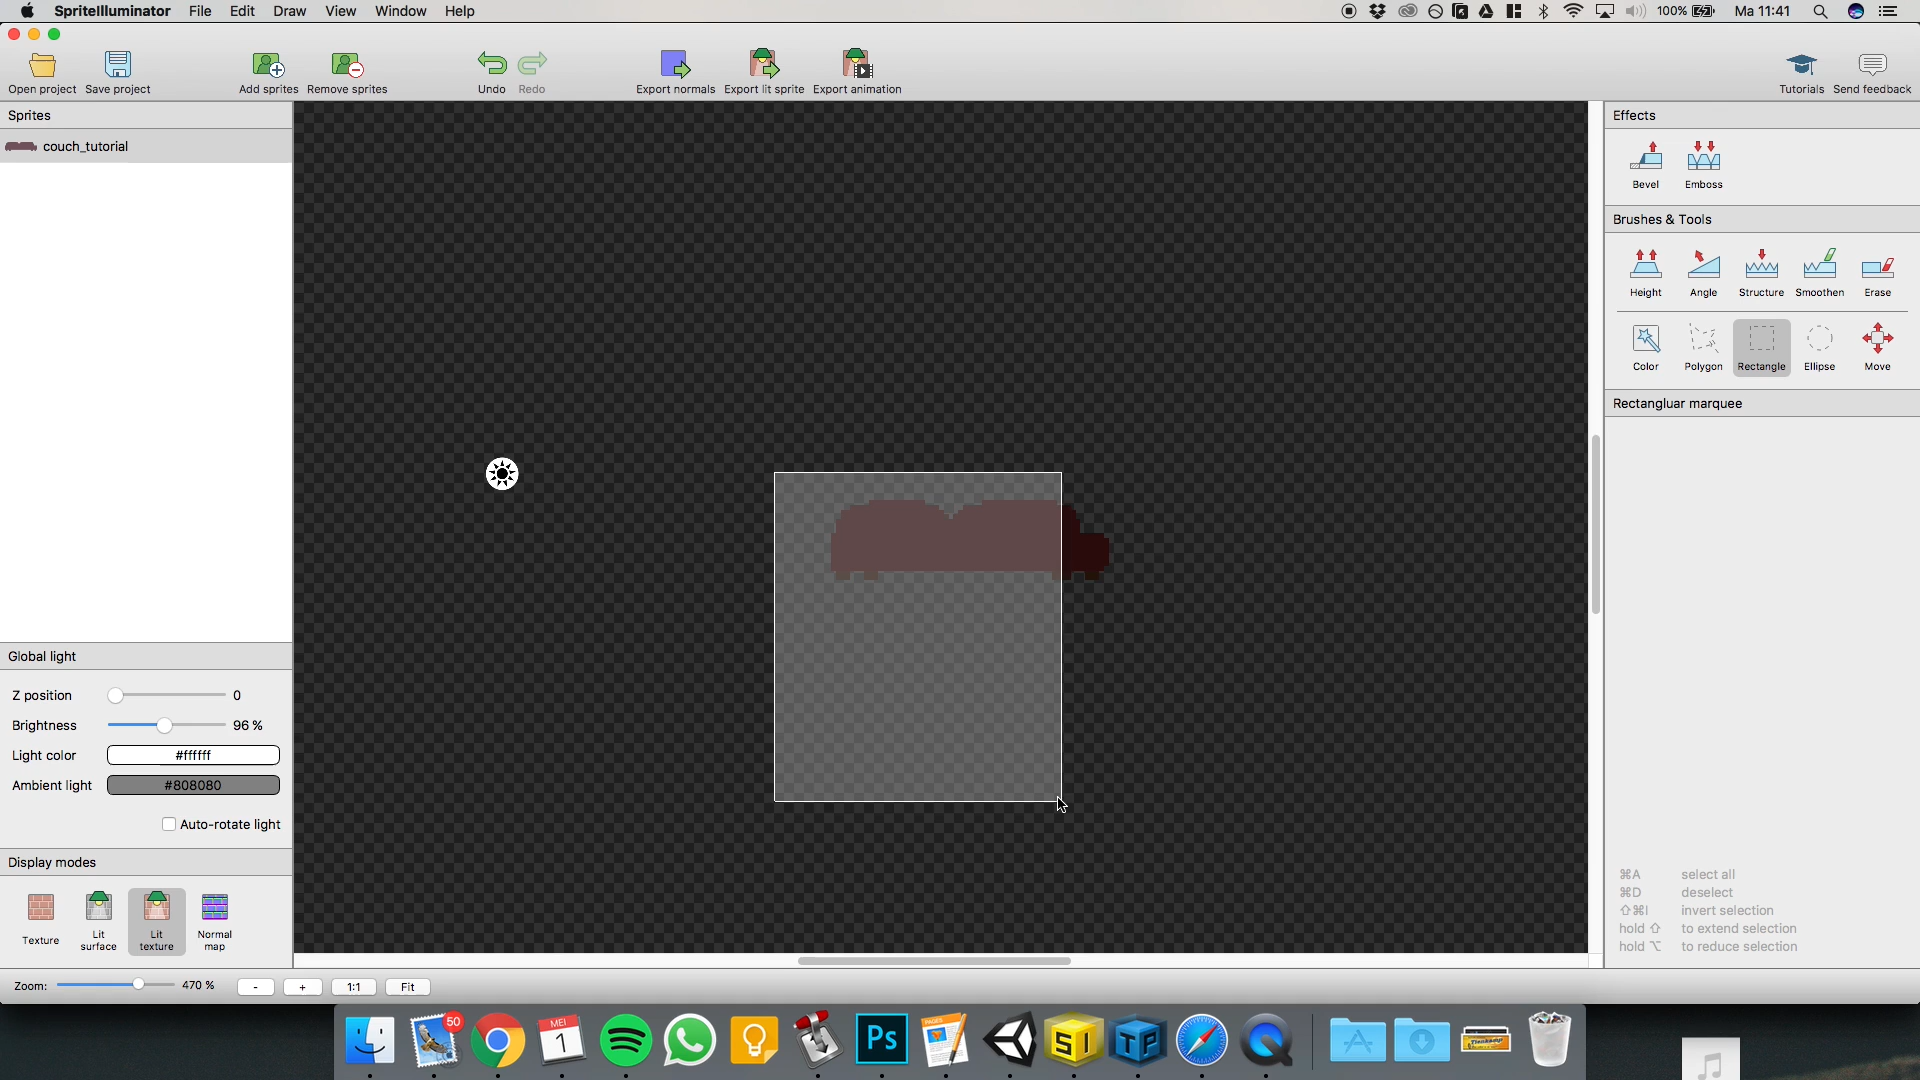 SpriteIlluminator File Edit Draw View Window Help 100% Ma 11:41
Open project Save project Add sprites Remove sprites Undo Redo Export normals Export lit sprite Export animation Tutorials Send feedback
Sprites
couch_tutorial
Global light
Z position 0
Brightness 96 %
Light color #ffffff
Ambient light #808080
Auto-rotate light
Display modes
Texture Lit surface Lit texture Normal map
Zoom: 470 % - + 1:1 Fit
Effects
Bevel Emboss
Brushes & Tools
Height Angle Structure Smoothen Erase
Color Polygon Rectangle Ellipse Move
Rectangluar marquee
⌘A select all
⌘D deselect
⇧⌘I invert selection
hold ⇧ to extend selection
hold ⌥ to reduce selection
50 MEI 1 Ps PAGES SI TP